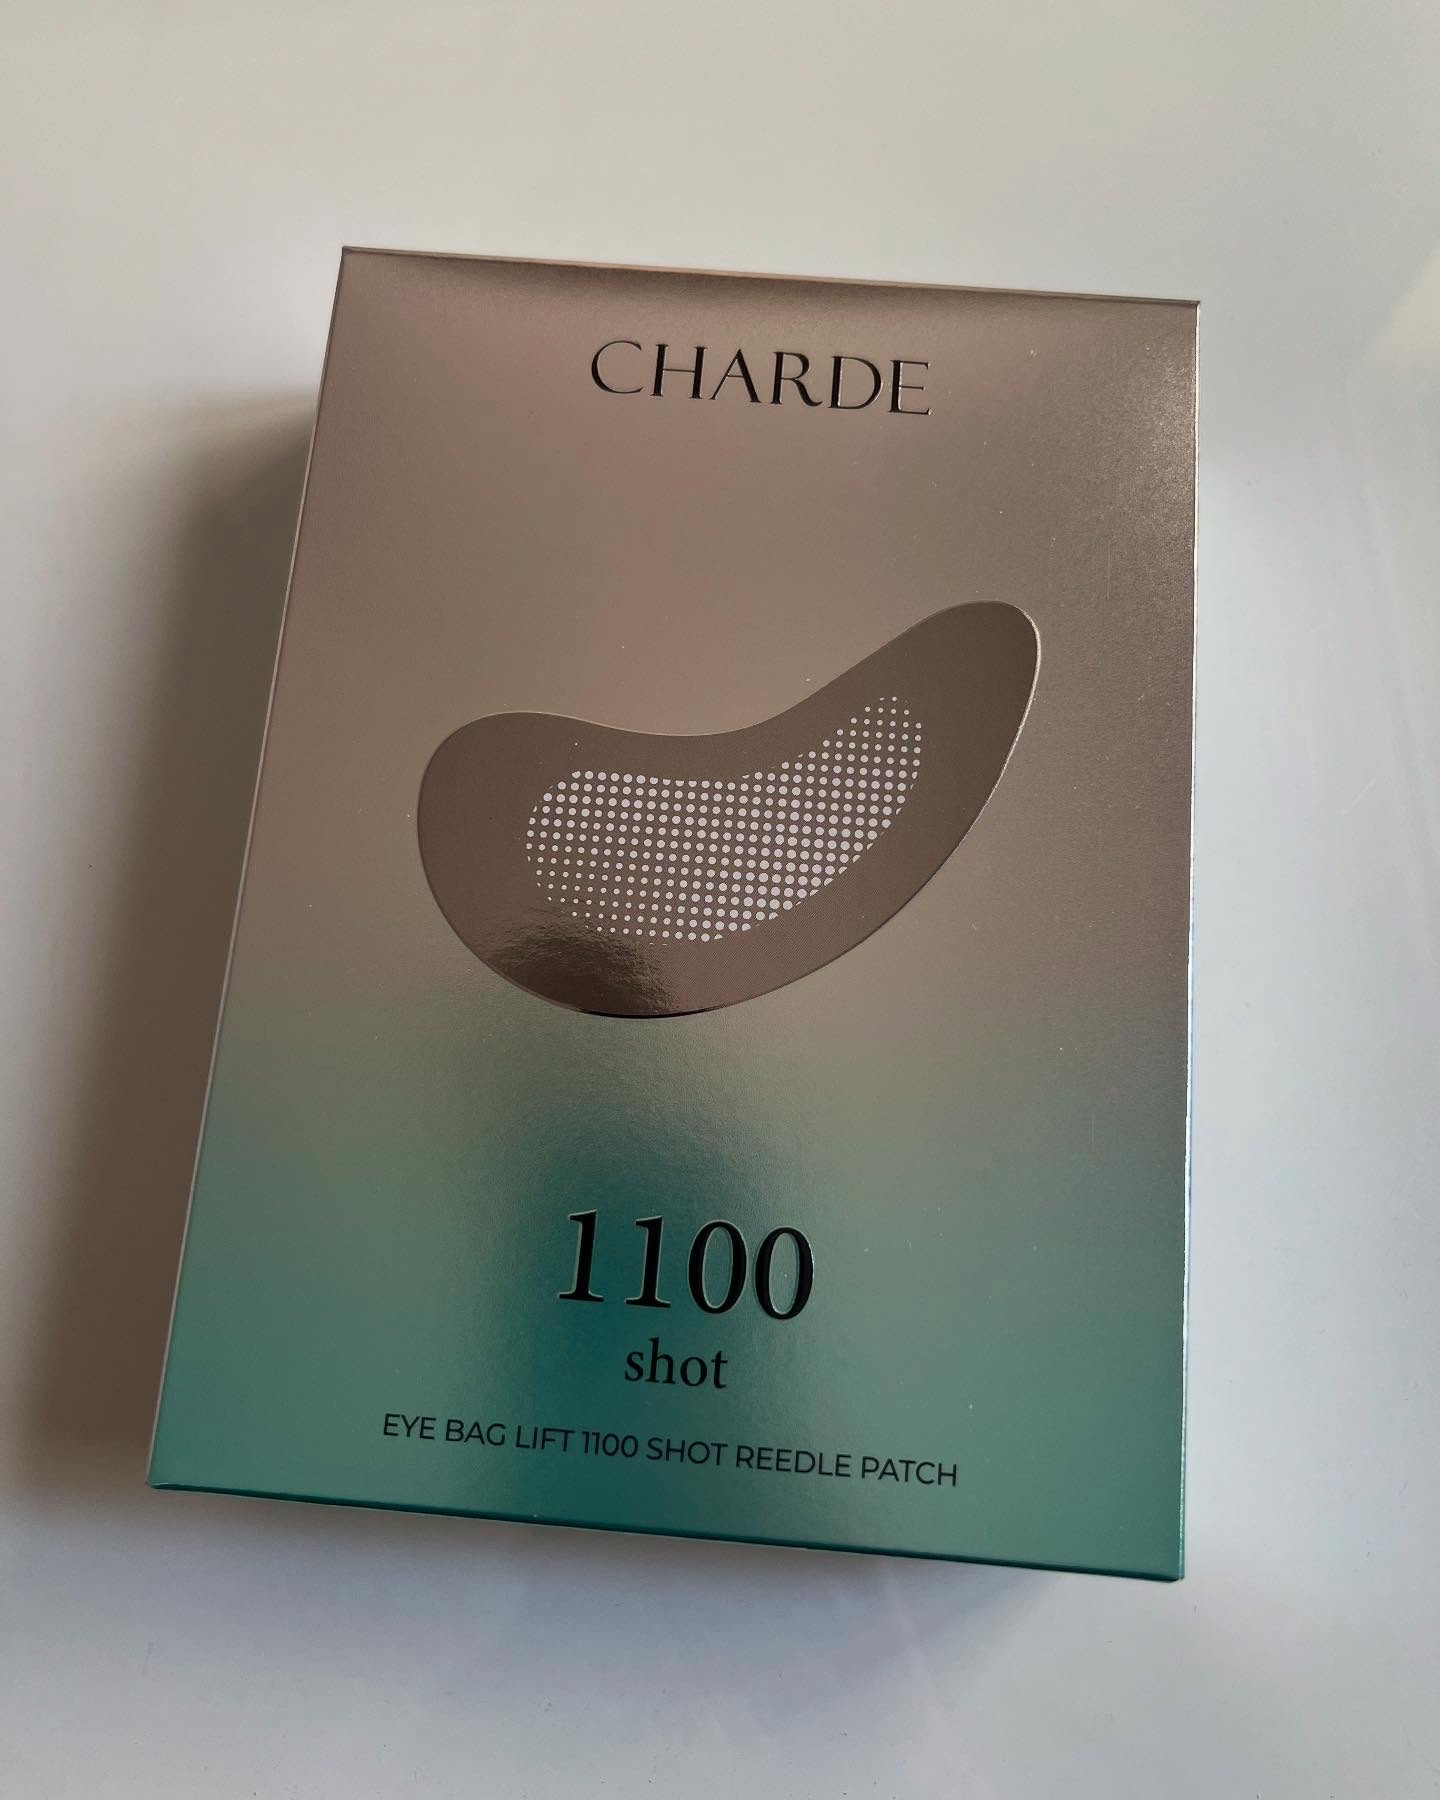 CHARDE
1100
shot
EYE BAG LIFT 1100 SHOT REEDLE PATCH